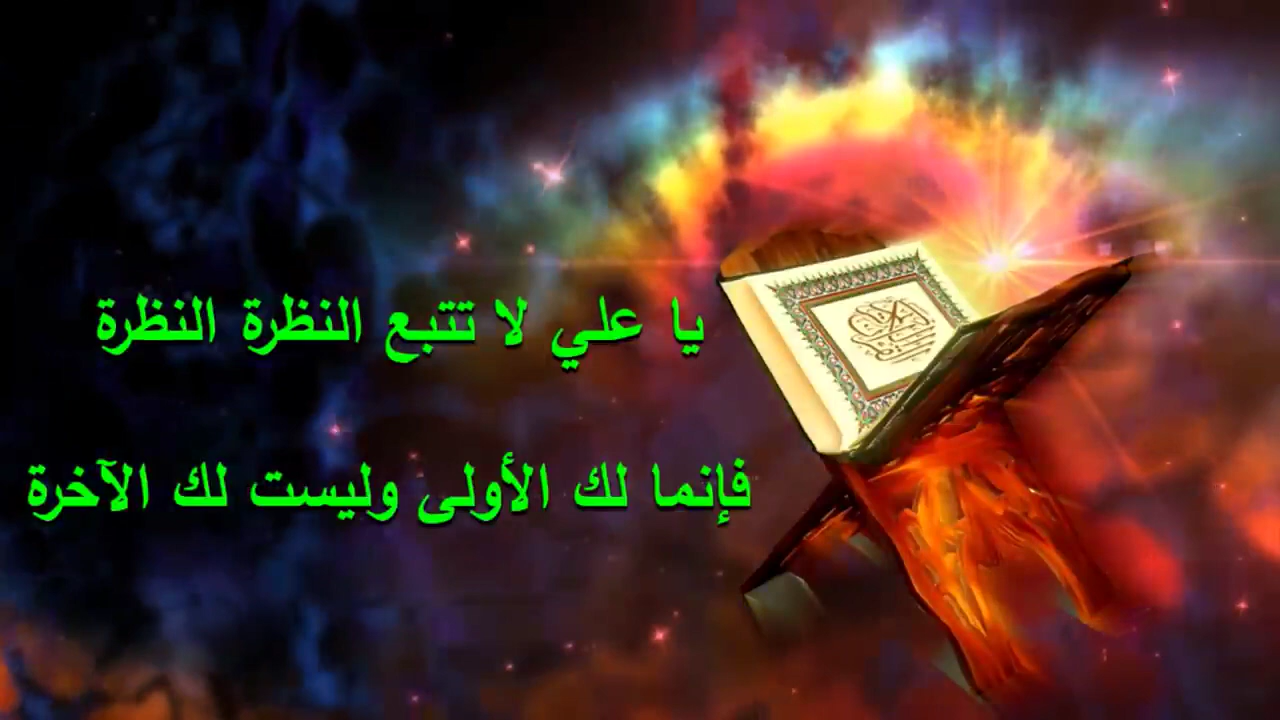 يا علي لا تتبع النظرة النظرة
فإنما لك الأولى وليست لك الآخرة